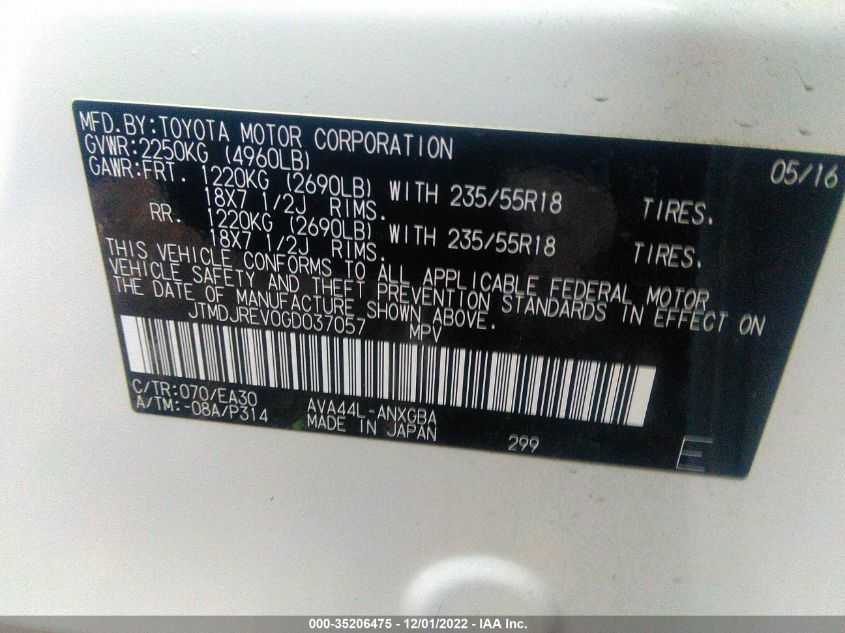 MFD.BY:TOYOTA MOTOR CORPORATION 05/16
GVWR:2250KG (4960LB)
GAWR:FRT. 1220KG (2690LB) WITH 235/55R18 TIRES.
18X7 1/2J RIMS.
RR. 1220KG (2690LB) WITH 235/55R18 TIRES.
18X7 1/2J RIMS.
THIS VEHICLE CONFORMS TO ALL APPLICABLE FEDERAL MOTOR
VEHICLE SAFETY AND THEFT PREVENTION STANDARDS IN EFFECT ON
THE DATE OF MANUFACTURE SHOWN ABOVE.
JTMDJREV0GD037057 MPV
C/TR:070/EA30 AVA44L-ANXGBA
A/TM:-08A/P314 MADE IN JAPAN 299 E
000-35206475 - 12/01/2022 - IAA Inc.